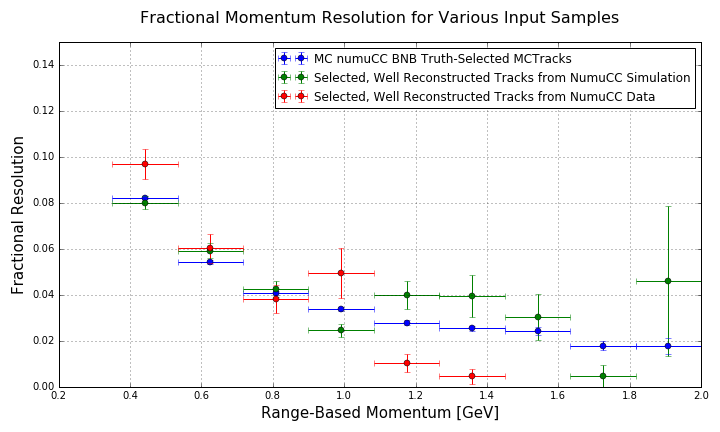 Fractional Momentum Resolution for Various Input Samples
MC numuCC BNB Truth-Selected MCTracks
Selected, Well Reconstructed Tracks from NumuCC Simulation
Selected, Well Reconstructed Tracks from NumuCC Data
Fractional Resolution
0.14
0.12
0.10
0.08
0.06
0.04
0.02
0.00
0.2 0.4 0.6 0.8 1.0 1.2 1.4 1.6 1.8 2.0
Range-Based Momentum [GeV]